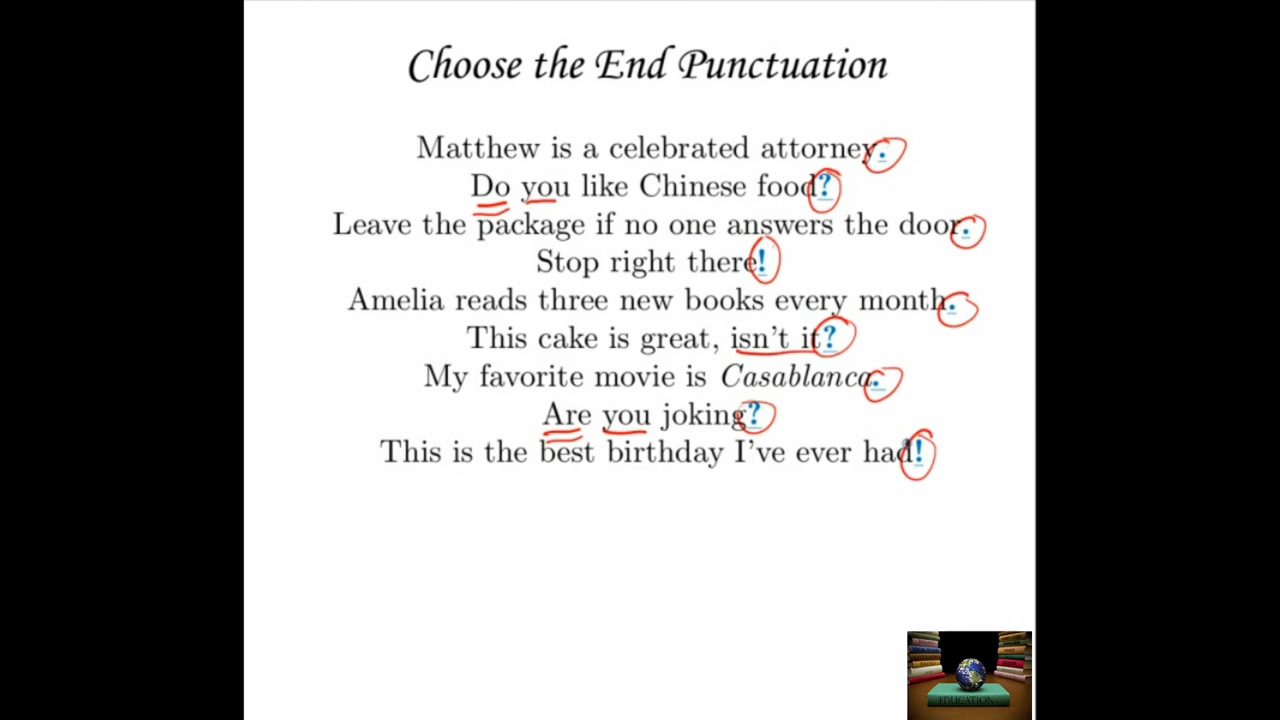 Choose the End Punctuation
Matthew is a celebrated attorney.
Do you like Chinese food?
Leave the package if no one answers the door.
Stop right there!
Amelia reads three new books every month.
This cake is great, isn't it?
My favorite movie is Casablanca.
Are you joking?
This is the best birthday I've ever had!
EDUCATION